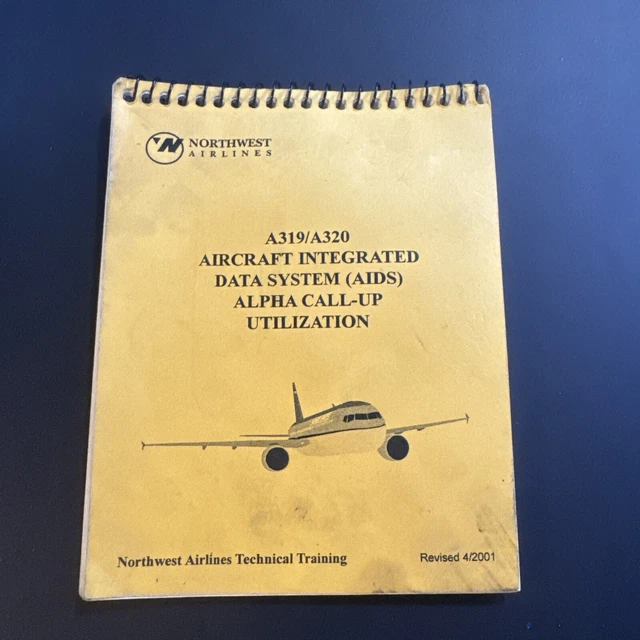 NORTHWEST
AIRLINES
A319/A320
AIRCRAFT INTEGRATED
DATA SYSTEM (AIDS)
ALPHA CALL-UP
UTILIZATION
Northwest Airlines Technical Training
Revised 4/2001